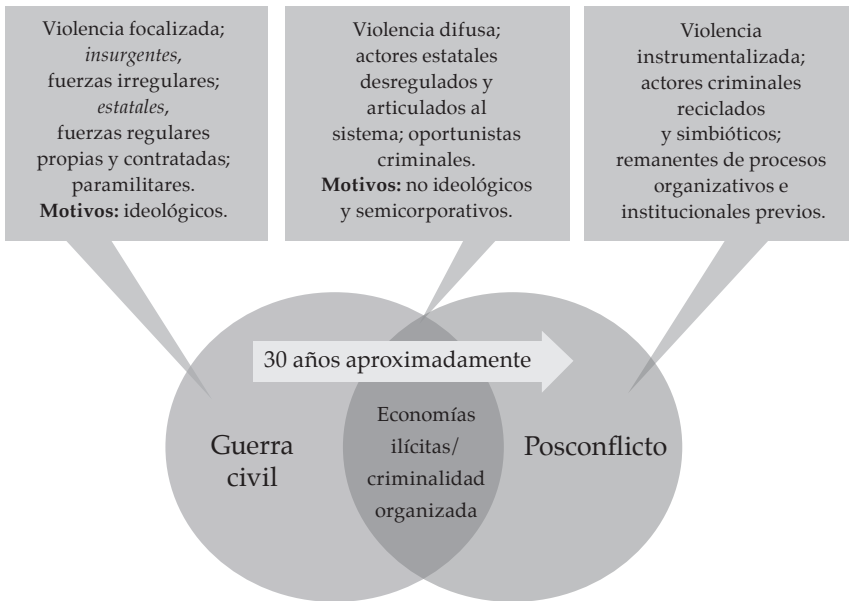 Violencia focalizada;
insurgentes,
fuerzas irregulares;
estatales,
fuerzas regulares
propias y contratadas;
paramilitares.
Motivos: ideológicos.
Violencia difusa;
actores estatales
desregulados y
articulados al
sistema; oportunistas
criminales.
Motivos: no ideológicos
y semicorporativos.
Violencia
instrumentalizada;
actores criminales
reciclados
y simbióticos;
remanentes de procesos
organizativos e
institucionales previos.
30 años aproximadamente
Guerra
civil
Economías
ilícitas/
criminalidad
organizada
Posconflicto